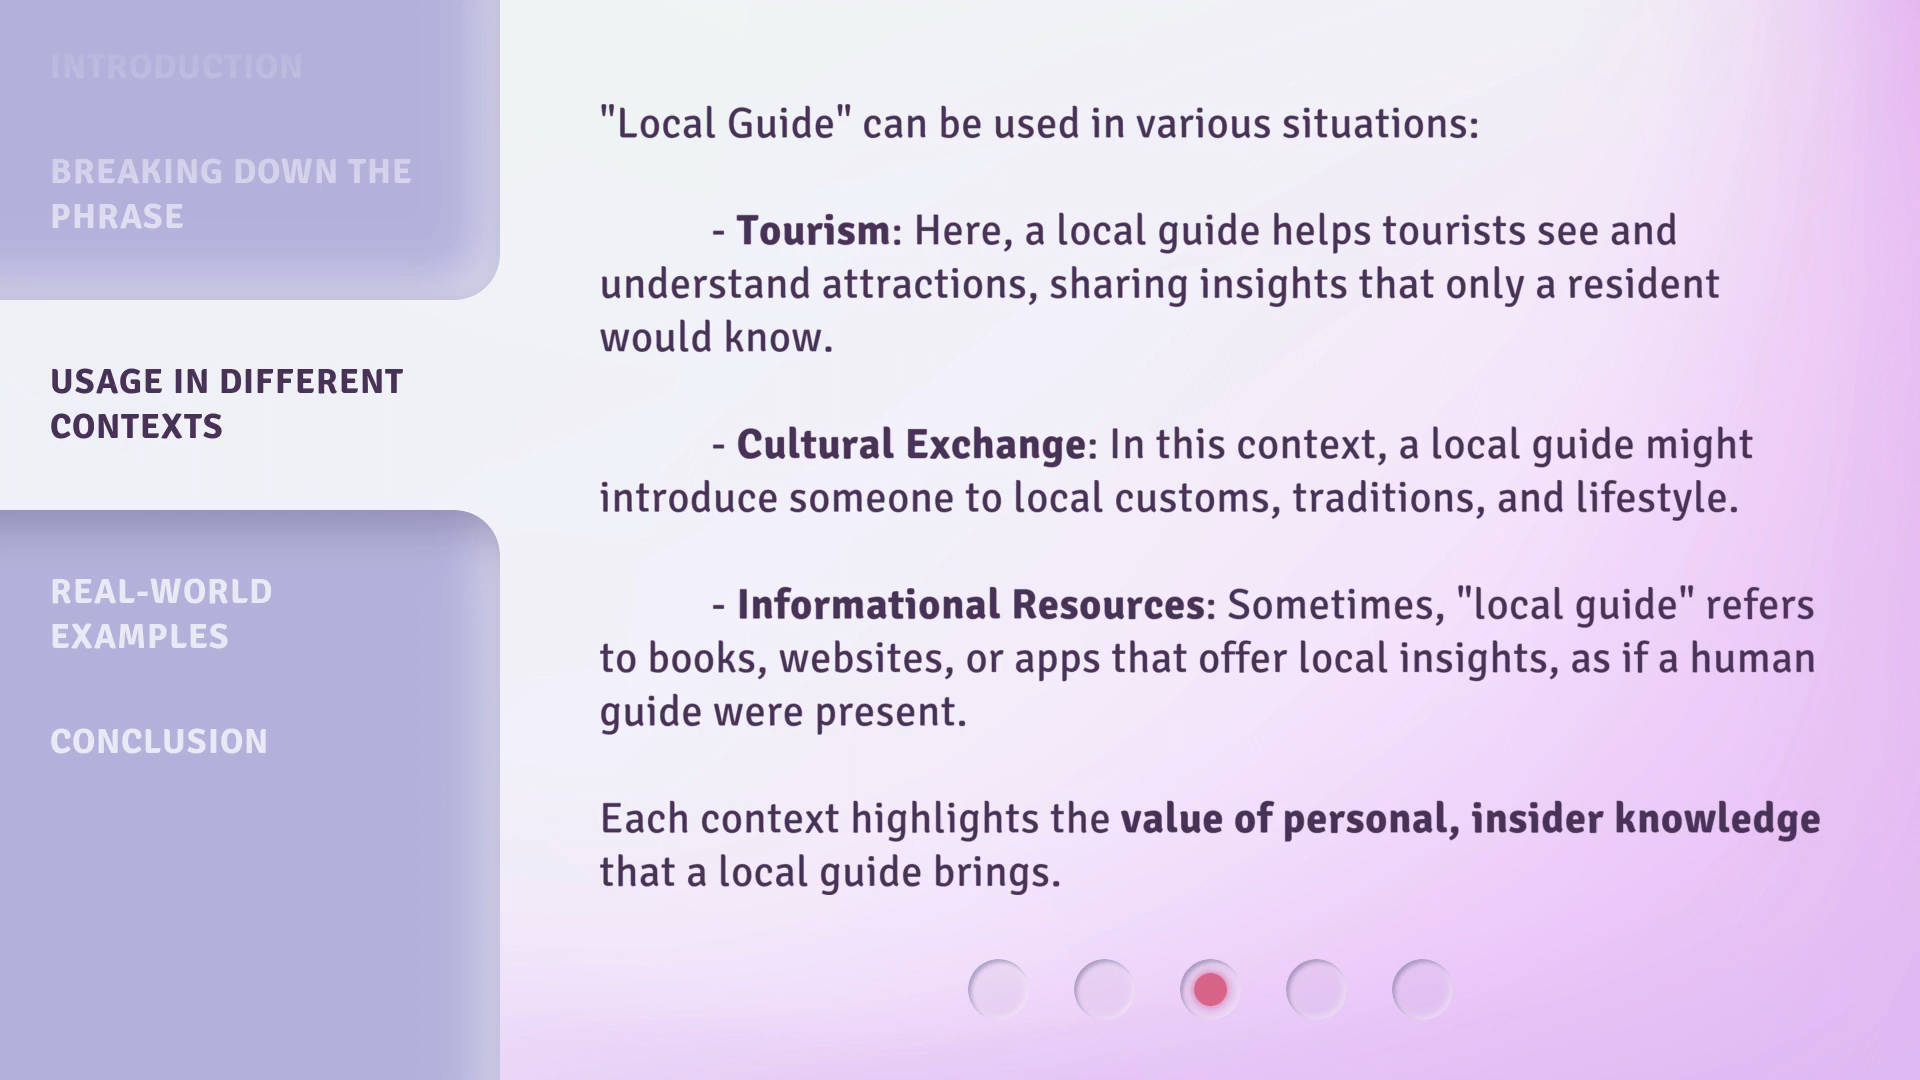 INTRODUCTION
BREAKING DOWN THE
PHRASE
USAGE IN DIFFERENT
CONTEXTS
REAL-WORLD
EXAMPLES
CONCLUSION
"Local Guide" can be used in various situations:
- Tourism: Here, a local guide helps tourists see and
understand attractions, sharing insights that only a resident
would know.
- Cultural Exchange: In this context, a local guide might
introduce someone to local customs, traditions, and lifestyle.
- Informational Resources: Sometimes, "local guide" refers
to books, websites, or apps that offer local insights, as if a human
guide were present.
Each context highlights the value of personal, insider knowledge
that a local guide brings.